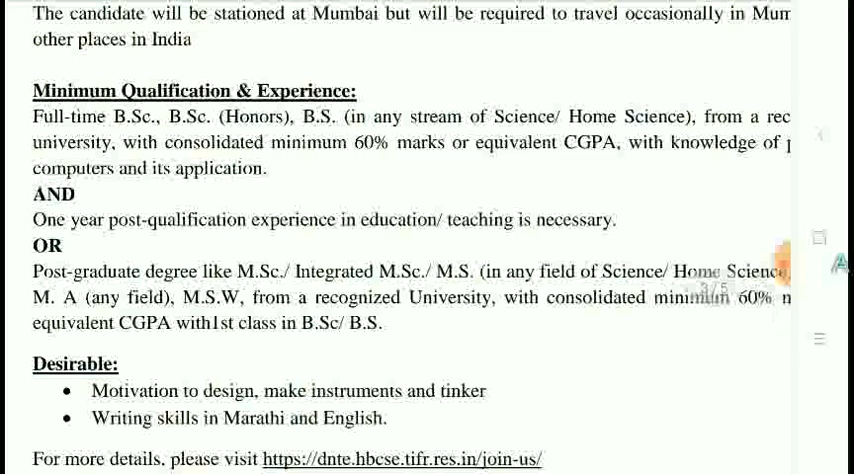 The candidate will be stationed at Mumbai but will be required to travel occasionally in
other places in India
Minimum Qualification & Experience:
Full-time B.Sc., B.Sc. (Honors), B.S. (in any stream of Science/ Home Science), from a
university, with consolidated minimum 60% marks or equivalent CGPA, with knowledge of
computers and its application.
AND
One year post-qualification experience in education/ teaching is necessary.
OR
Post-graduate degree like M.Sc./ Integrated M.Sc./ M.S. (in any field of Science/ Home Science
M. A (any field), M.S.W, from a recognized University, with consolidated minimum 60%
3/5
equivalent CGPA with1st class in B.Sc/ B.S.
Desirable:
• Motivation to design, make instruments and tinker
• Writing skills in Marathi and English.
For more details, please visit https://dnte.hbcse.tifr.res.in/join-us/